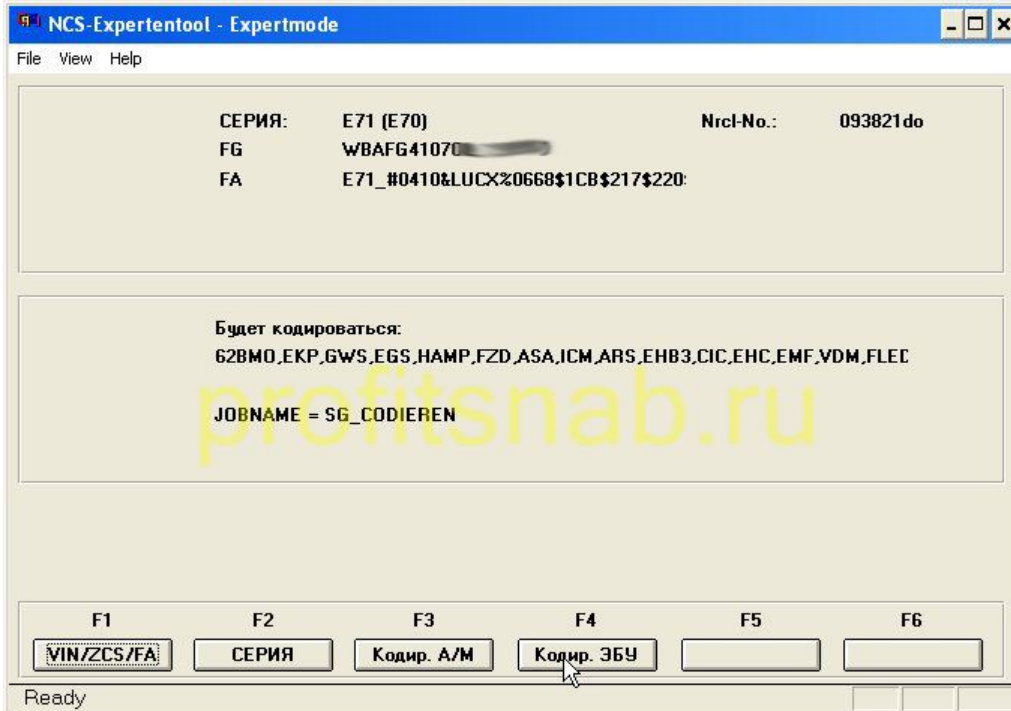 NCS-Expertentool - Expertmode
File View Help
СЕРИЯ: E71 (E70) Nrcl-No.: 093821do
FG WBAFG4107
FA E71_#0410&LUCX%0668$1CB$217$220
Будет кодироваться:
62BMO,EKP,GWS,EGS,HAMP,FZD,ASA,ICM,ARS,EHB3,CIC,EHC,EMF,VDM,FLEC
profitsnab.ru
JOBNAME = SG_CODIEREN
F1 F2 F3 F4 F5 F6
VIN/ZCS/FA СЕРИЯ Кодир. А/М Кодир. ЭБУ
Ready